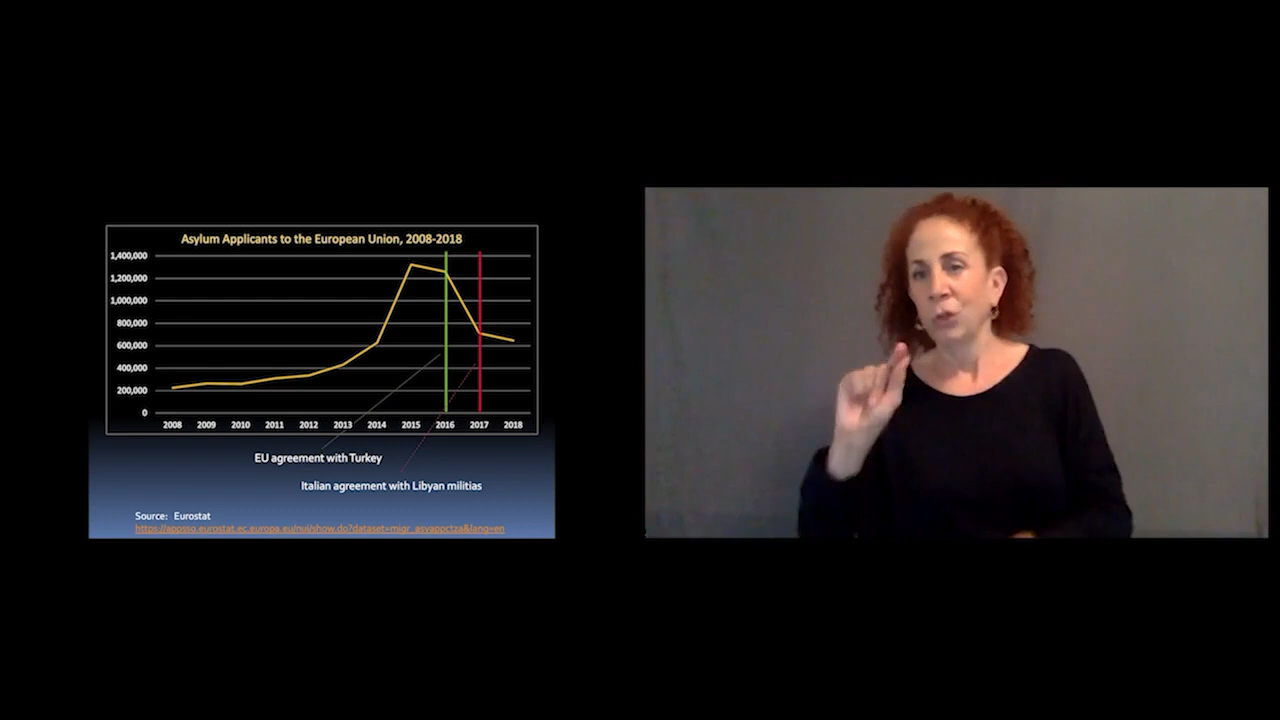 Asylum Applicants to the European Union, 2008-2018
1,400,000
1,200,000
1,000,000
800,000
600,000
400,000
200,000
0
2008 2009 2010 2011 2012 2013 2014 2015 2016 2017 2018
EU agreement with Turkey
Italian agreement with Libyan militias
Source: Eurostat
https://appsso.eurostat.ec.europa.eu/nui/show.do?dataset=migr_asyappctza&lang=en